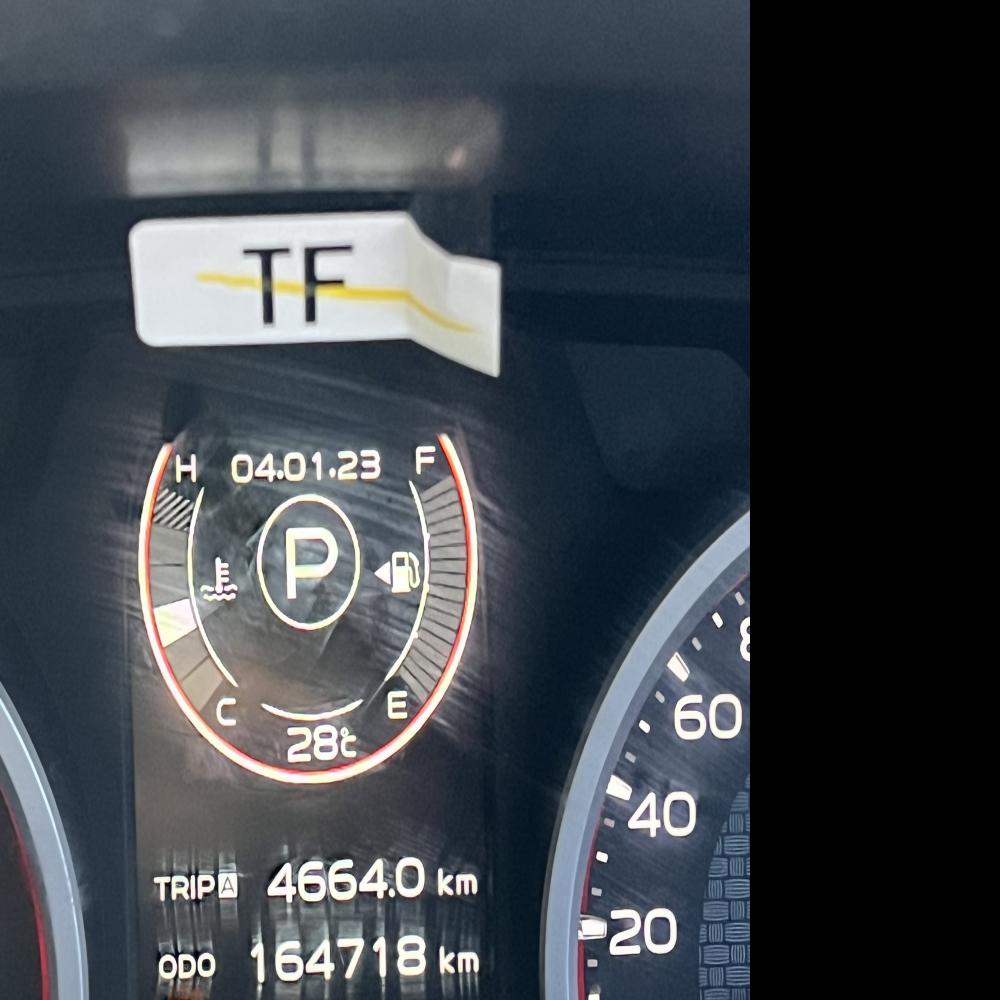 TF
H 04.01.23 F
P
C E
28℃
TRIP A 4664.0 km
ODO 164718 km
60
40
20